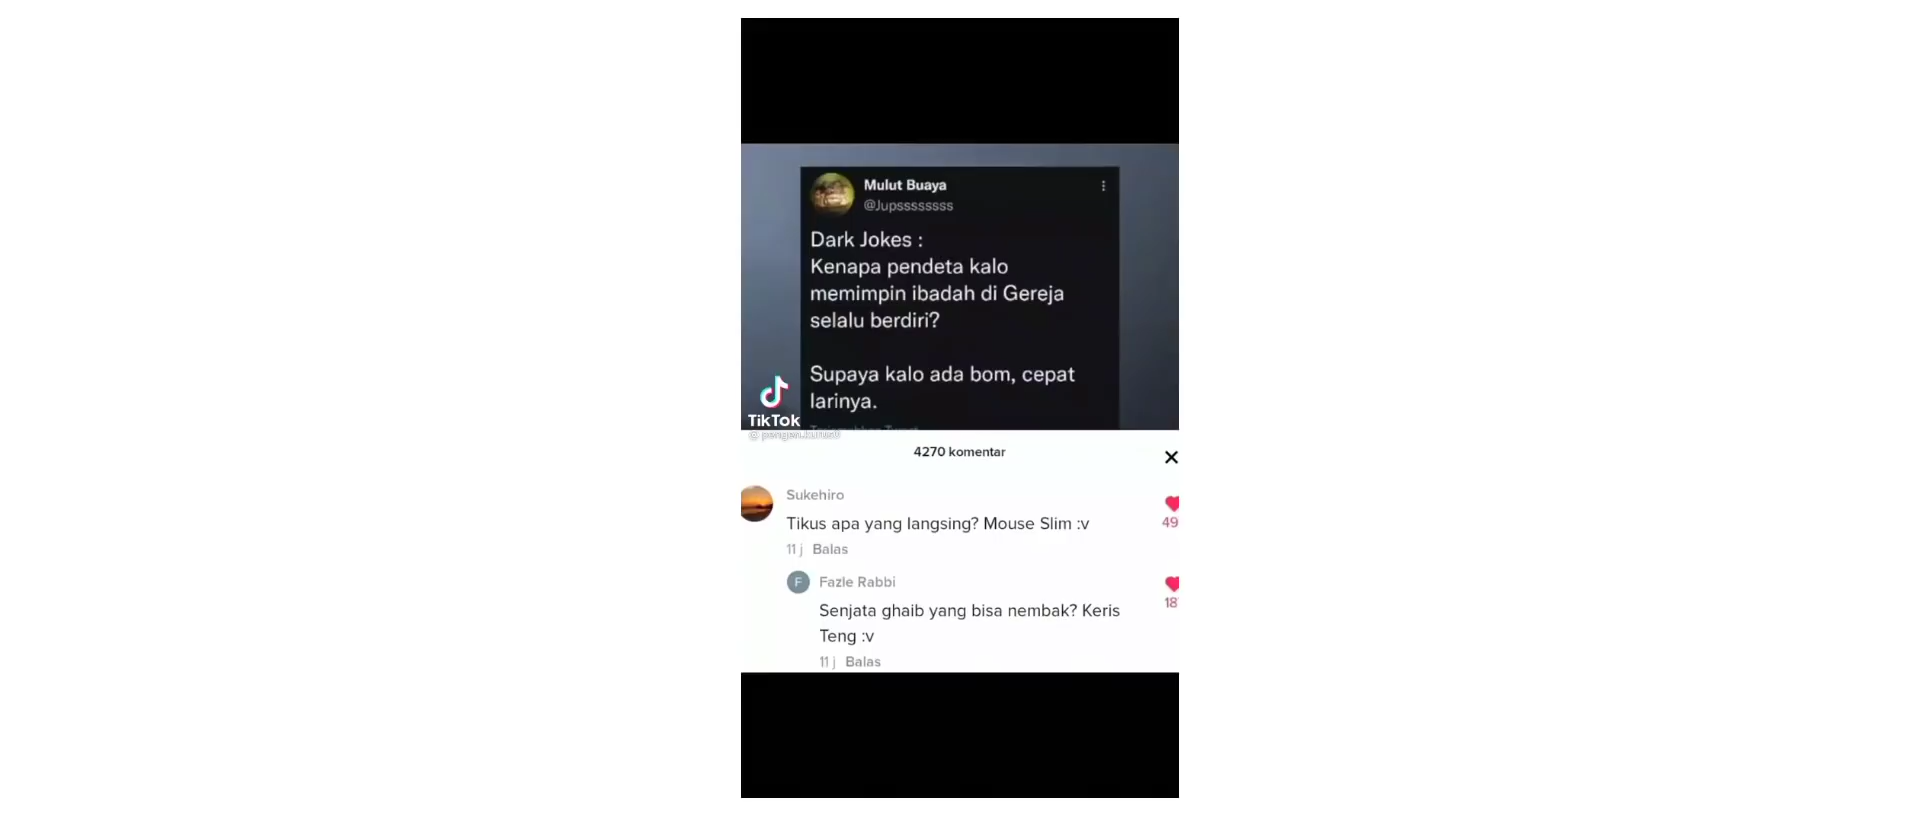 Mulut Buaya
@Jupsssssssss
Dark Jokes :
Kenapa pendeta kalo
memimpin ibadah di Gereja
selalu berdiri?
Supaya kalo ada bom, cepat
larinya.
TikTok
4270 komentar
Sukehiro
Tikus apa yang langsing? Mouse Slim :v
49
11 j Balas
F
Fazle Rabbi
Senjata ghaib yang bisa nembak? Keris
18
Teng :v
11 j Balas